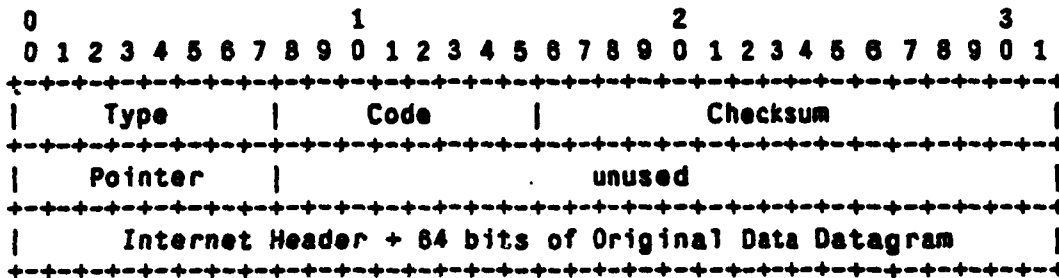 0                   1                   2                   3
0 1 2 3 4 5 6 7 8 9 0 1 2 3 4 5 6 7 8 9 0 1 2 3 4 5 6 7 8 9 0 1
+-+-+-+-+-+-+-+-+-+-+-+-+-+-+-+-+-+-+-+-+-+-+-+-+-+-+-+-+-+-+-+-+
|     Type      |     Code      |          Checksum             |
+-+-+-+-+-+-+-+-+-+-+-+-+-+-+-+-+-+-+-+-+-+-+-+-+-+-+-+-+-+-+-+-+
|    Pointer    |                   unused                      |
+-+-+-+-+-+-+-+-+-+-+-+-+-+-+-+-+-+-+-+-+-+-+-+-+-+-+-+-+-+-+-+-+
|      Internet Header + 64 bits of Original Data Datagram      |
+-+-+-+-+-+-+-+-+-+-+-+-+-+-+-+-+-+-+-+-+-+-+-+-+-+-+-+-+-+-+-+-+